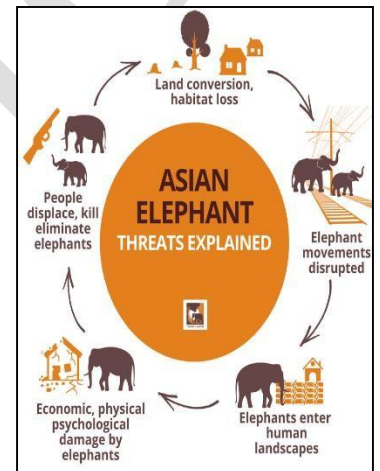 Land conversion,
habitat loss
ASIAN
ELEPHANT
THREATS EXPLAINED
Elephant
movements
disrupted
Elephants enter
human
landscapes
Economic, physical
psychological
damage by
elephants
People
displace, kill
eliminate
elephants